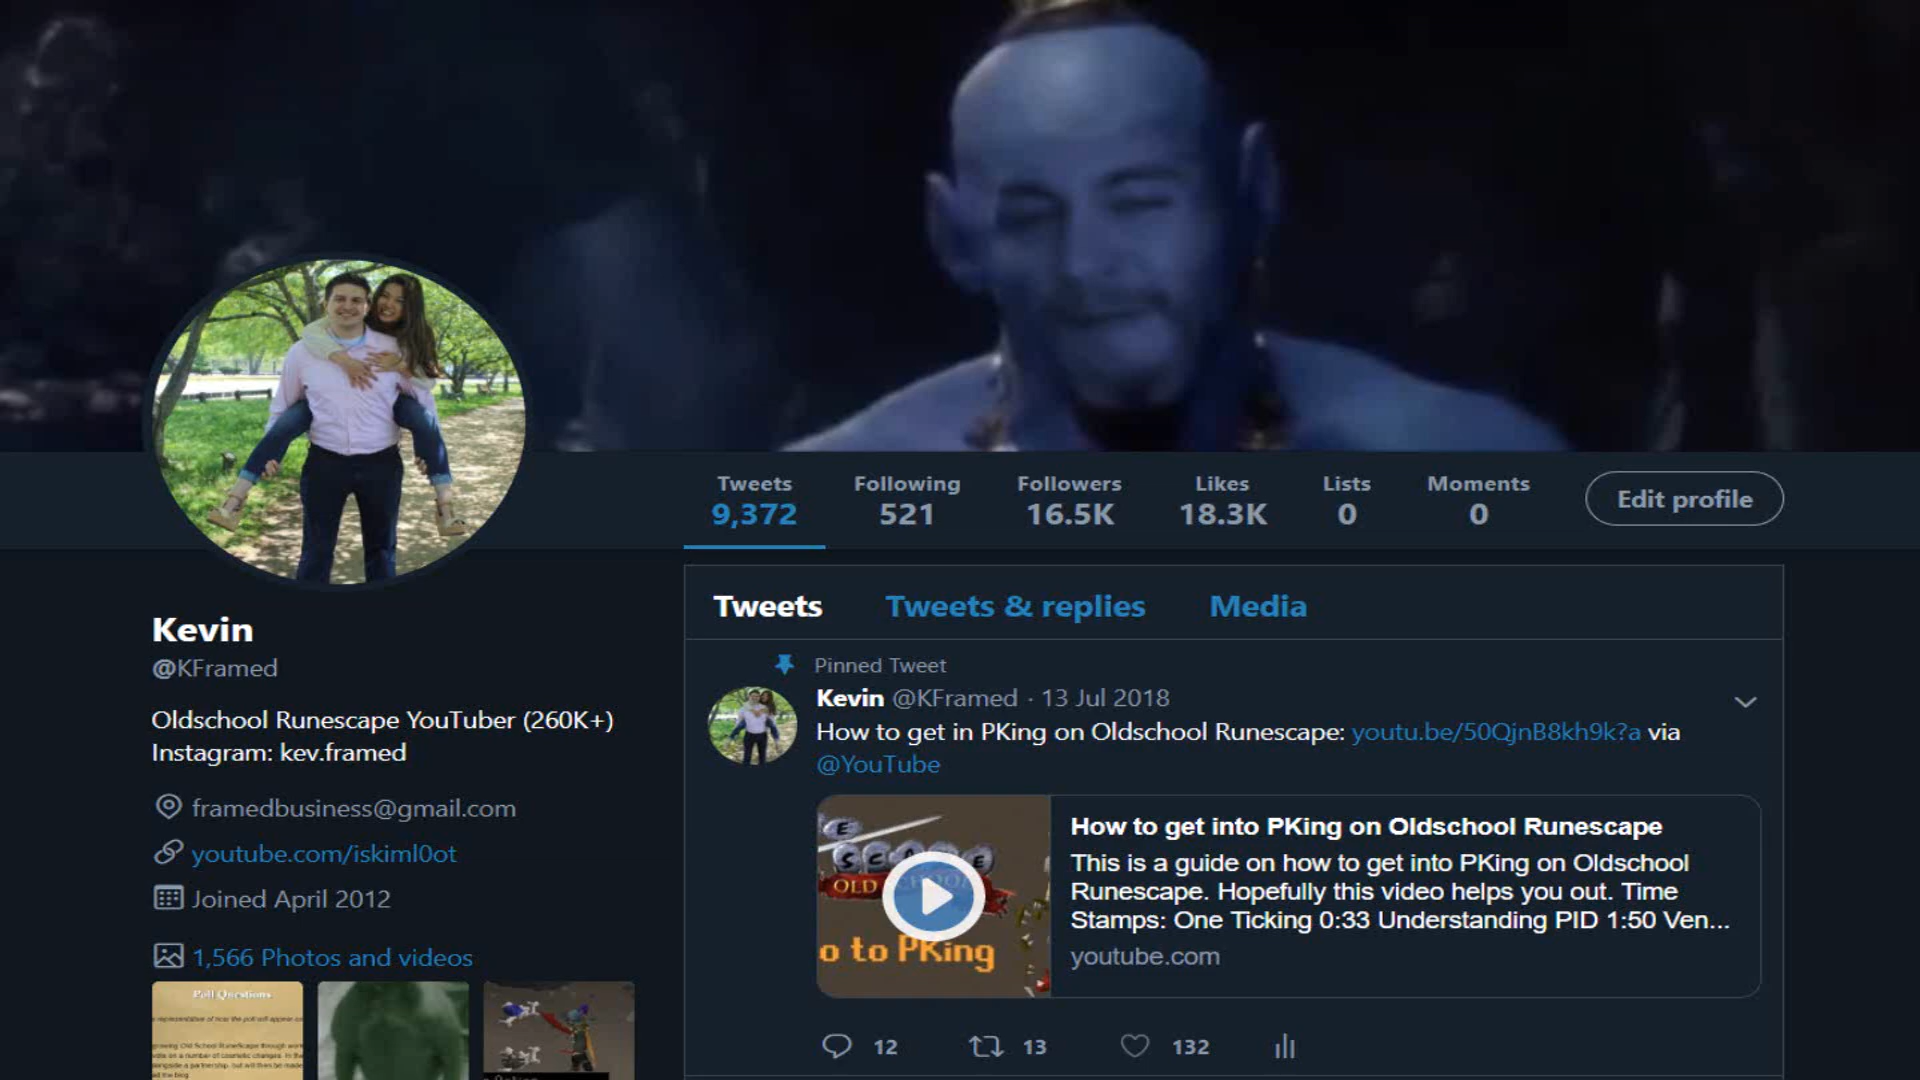 Tweets Following Followers Likes Lists Moments
9,372 521 16.5K 18.3K 0 0
Edit profile
Kevin
@KFramed
Oldschool Runescape YouTuber (260K+)
Instagram: kev.framed
framedbusiness@gmail.com
youtube.com/iskiml0ot
Joined April 2012
1,566 Photos and videos
Poll Questions
Tweets Tweets & replies Media
Pinned Tweet
Kevin @KFramed · 13 Jul 2018
How to get in PKing on Oldschool Runescape: youtu.be/50QjnB8kh9k?a via
@YouTube
OLD SCHOOL
o to PKing
How to get into PKing on Oldschool Runescape
This is a guide on how to get into PKing on Oldschool
Runescape. Hopefully this video helps you out. Time
Stamps: One Ticking 0:33 Understanding PID 1:50 Ven...
youtube.com
12 13 132